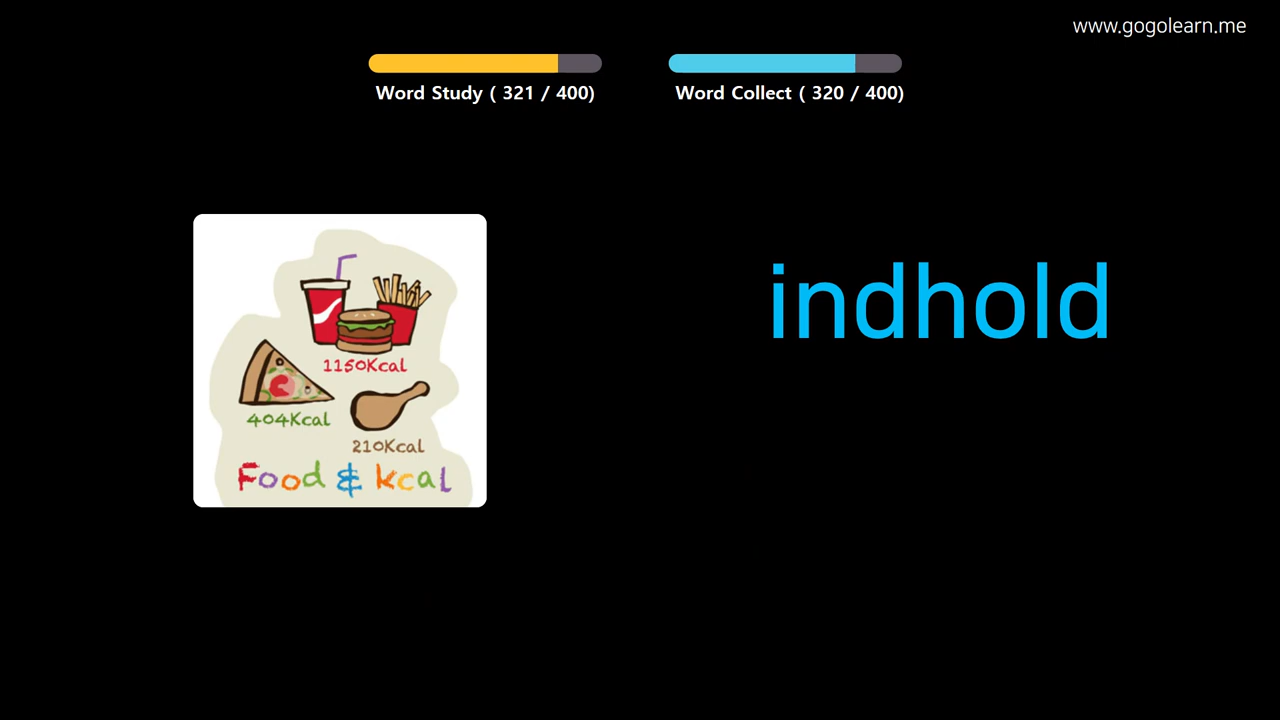 www.gogolearn.me
Word Study ( 321 / 400)
Word Collect ( 320 / 400)
indhold
1150Kcal
404Kcal
210Kcal
Food & kcal